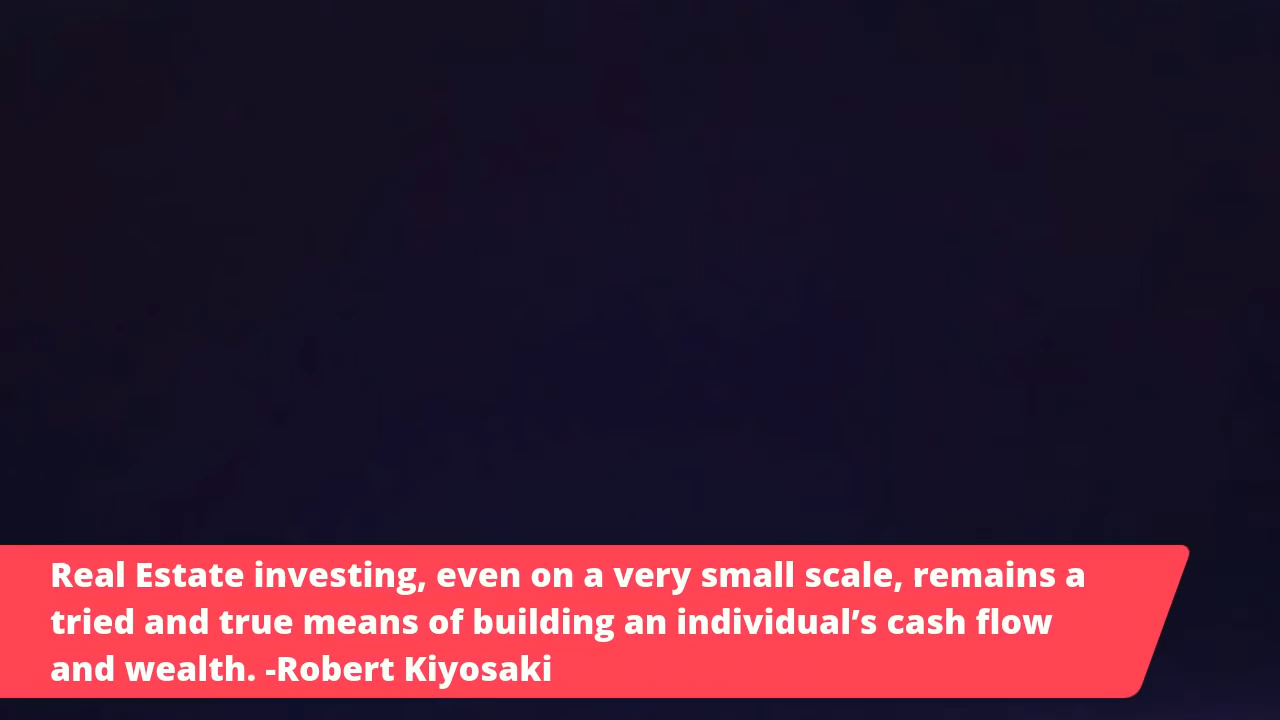 Real Estate investing, even on a very small scale, remains a
tried and true means of building an individual’s cash flow
and wealth. -Robert Kiyosaki